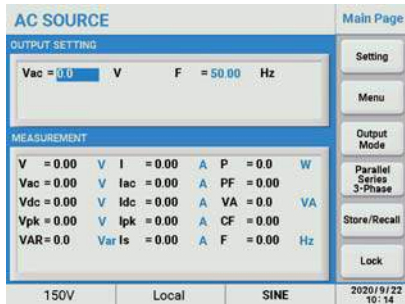 AC SOURCE
Main Page
OUTPUT SETTING
Vac = 0.0 V F = 50.00 Hz
Setting
Menu
Output Mode
Parallel Series 3-Phase
Store/Recall
Lock
MEASUREMENT
V = 0.00 V I = 0.00 A P = 0.0 W
Vac = 0.00 V Iac = 0.00 A PF = 0.00
Vdc = 0.00 V Idc = 0.00 A VA = 0.0 VA
Vpk = 0.00 V Ipk = 0.00 A CF = 0.00
VAR= 0.0 Var Is = 0.00 A F = 0.00 Hz
150V Local SINE
2020/9/22
10:14